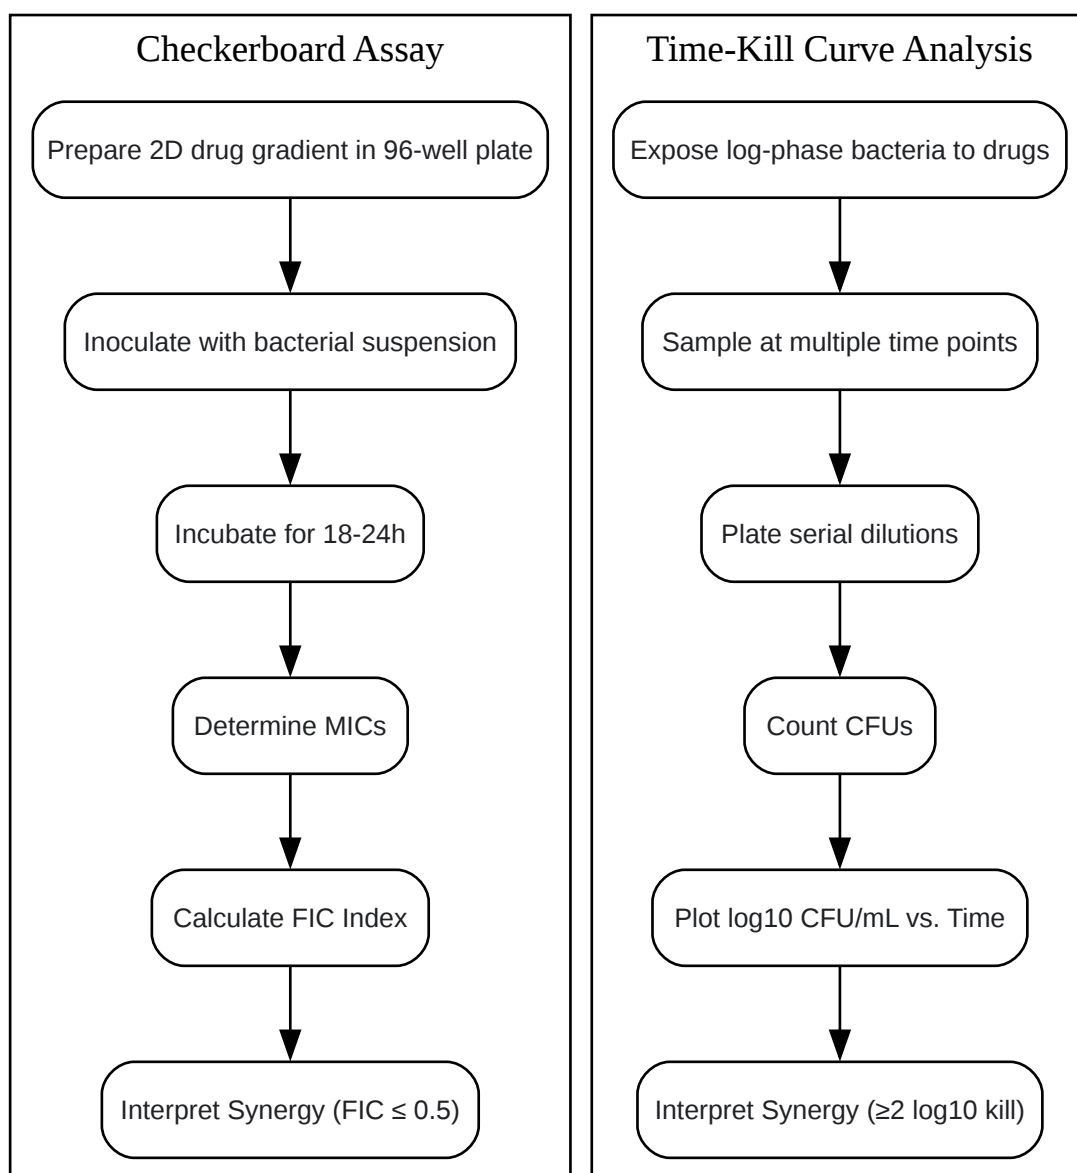 Checkerboard Assay
Prepare 2D drug gradient in 96-well plate
Inoculate with bacterial suspension
Incubate for 18-24h
Determine MICs
Calculate FIC Index
Interpret Synergy (FIC ≤ 0.5)
Time-Kill Curve Analysis
Expose log-phase bacteria to drugs
Sample at multiple time points
Plate serial dilutions
Count CFUs
Plot log10 CFU/mL vs. Time
Interpret Synergy (≥2 log10 kill)